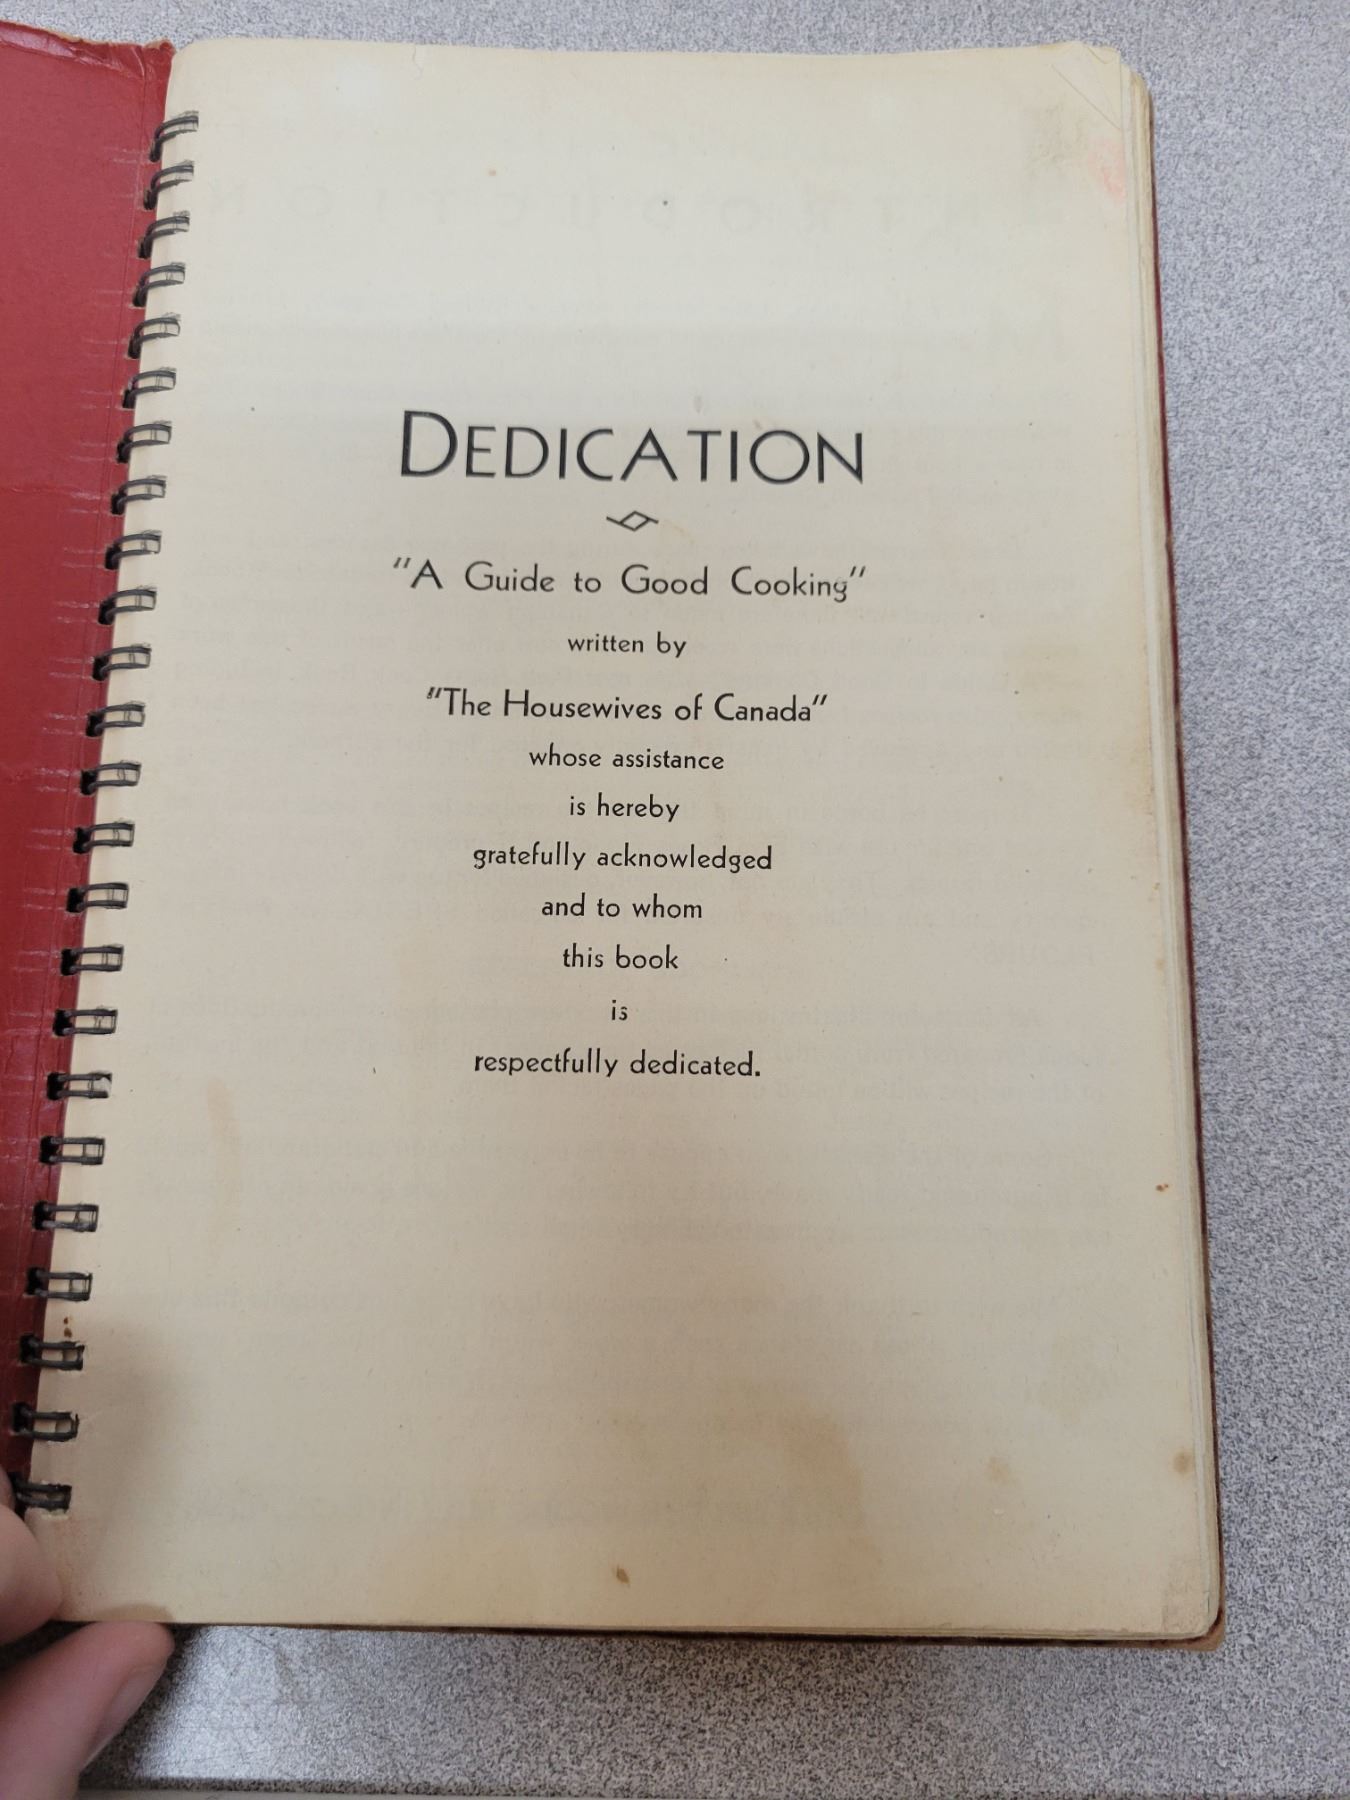 DEDICATION
"A Guide to Good Cooking"
written by
"The Housewives of Canada"
whose assistance
is hereby
gratefully acknowledged
and to whom
this book
is
respectfully dedicated.